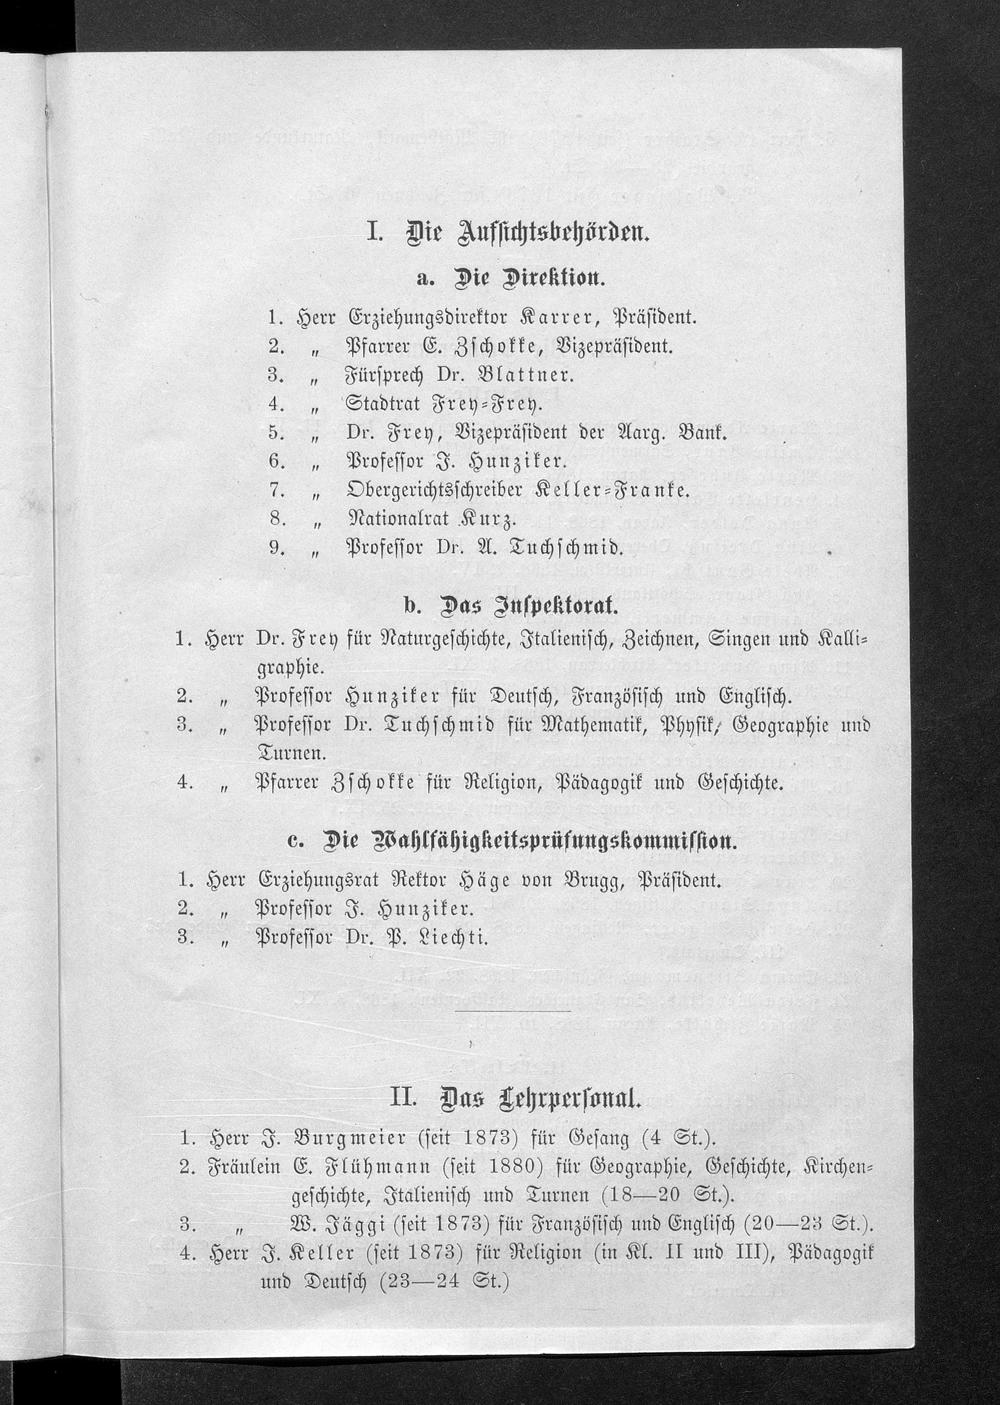 I. Die Aufsichtsbehörden.
a. Die Direktion.
1. Herr Erziehungsdirektor Karrer, Präsident.
2. „ Pfarrer E. Zschokke, Vizepräsident.
3. „ Fürsprech Dr. Blattner.
4. „ Stadtrat Frey-Frey.
5. „ Dr. Frey, Vizepräsident der Aarg. Bank.
6. „ Professor J. Hunziker.
7. „ Obergerichtsschreiber Keller-Franke.
8. „ Nationalrat Kurz.
9. „ Professor Dr. A. Tuchschmid.
b. Das Inspektorat.
1. Herr Dr. Frey für Naturgeschichte, Italienisch, Zeichnen, Singen und Kalli-
graphie.
2. „ Professor Hunziker für Deutsch, Französisch und Englisch.
3. „ Professor Dr. Tuchschmid für Mathematik, Physik, Geographie und
Turnen.
4. „ Pfarrer Zschokke für Religion, Pädagogik und Geschichte.
c. Die Wahlfähigkeitsprüfungskommission.
1. Herr Erziehungsrat Rektor Häge von Brugg, Präsident.
2. „ Professor J. Hunziker.
3. „ Professor Dr. P. Liechti.
II. Das Lehrpersonal.
1. Herr J. Burgmeier (seit 1873) für Gesang (4 St.).
2. Fräulein E. Flühmann (seit 1880) für Geographie, Geschichte, Kirchen-
geschichte, Italienisch und Turnen (18—20 St.).
3. „ W. Jäggi (seit 1873) für Französisch und Englisch (20—23 St.).
4. Herr J. Keller (seit 1873) für Religion (in Kl. II und III), Pädagogik
und Deutsch (23—24 St.)